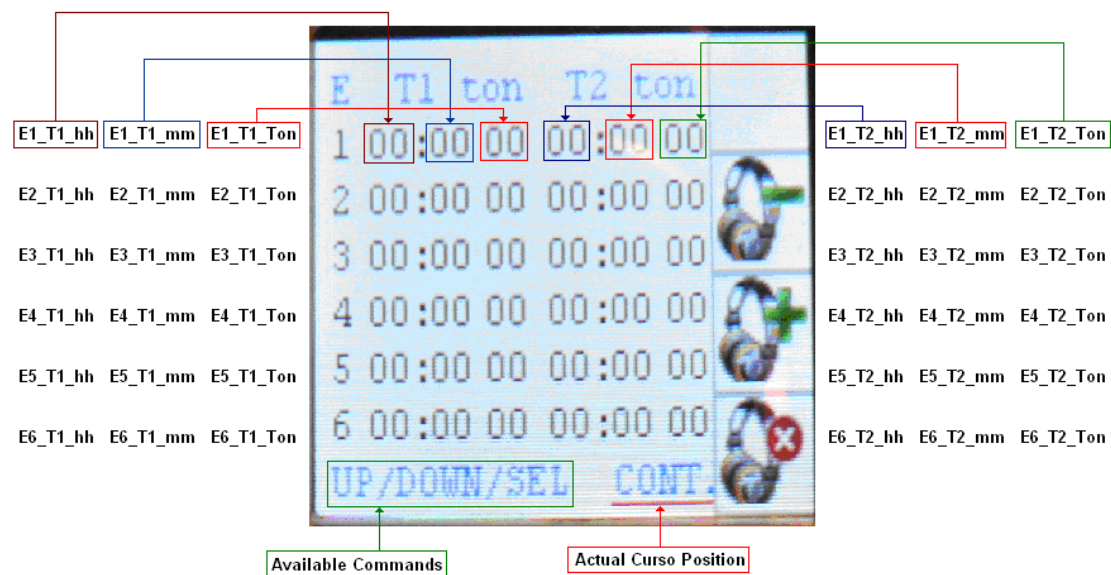 E T1 ton T2 ton
E1_T1_hh E1_T1_mm E1_T1_Ton 1 00:00 00 00:00 00 E1_T2_hh E1_T2_mm E1_T2_Ton
E2_T1_hh E2_T1_mm E2_T1_Ton 2 00:00 00 00:00 00 E2_T2_hh E2_T2_mm E2_T2_Ton
E3_T1_hh E3_T1_mm E3_T1_Ton 3 00:00 00 00:00 00 E3_T2_hh E3_T2_mm E3_T2_Ton
E4_T1_hh E4_T1_mm E4_T1_Ton 4 00:00 00 00:00 00 E4_T2_hh E4_T2_mm E4_T2_Ton
E5_T1_hh E5_T1_mm E5_T1_Ton 5 00:00 00 00:00 00 E5_T2_hh E5_T2_mm E5_T2_Ton
E6_T1_hh E6_T1_mm E6_T1_Ton 6 00:00 00 00:00 00 E6_T2_hh E6_T2_mm E6_T2_Ton
UP/DOWN/SEL CONT.
Available Commands Actual Curso Position